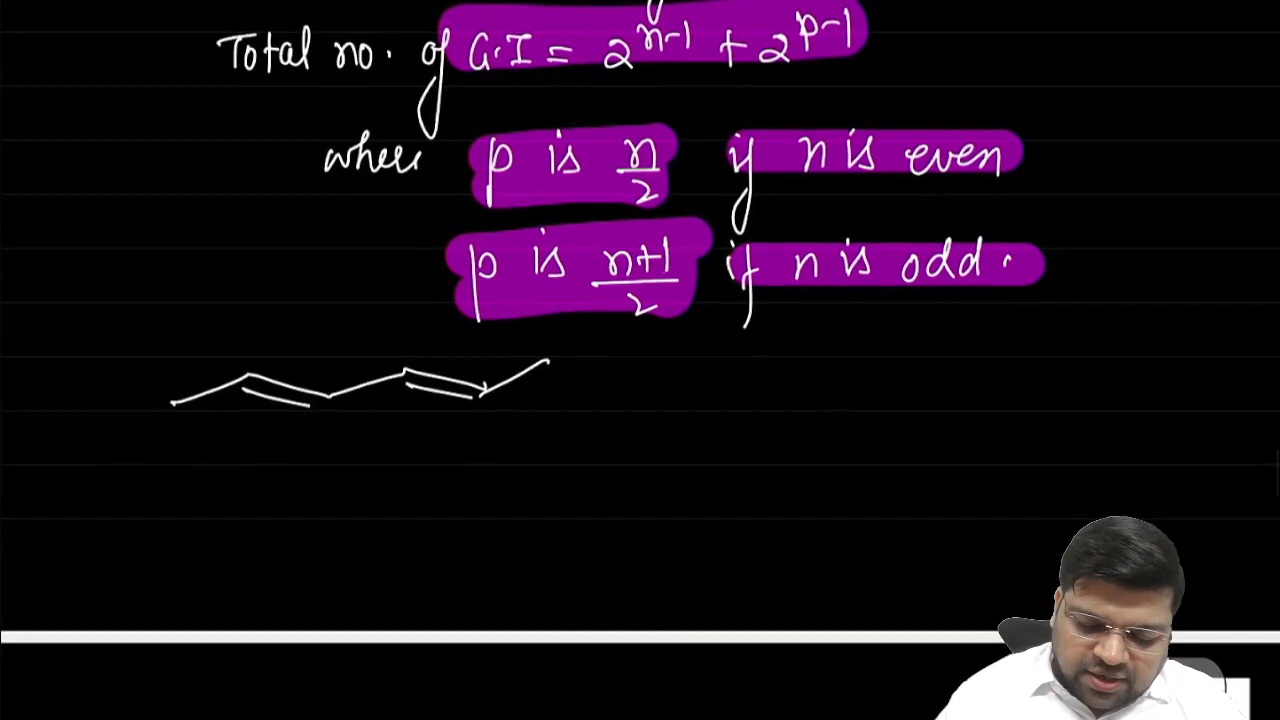 Total no. of G.I = 2^{n-1} + 2^{p-1}
where p is n/2 if n is even
p is n+1/2 if n is odd.